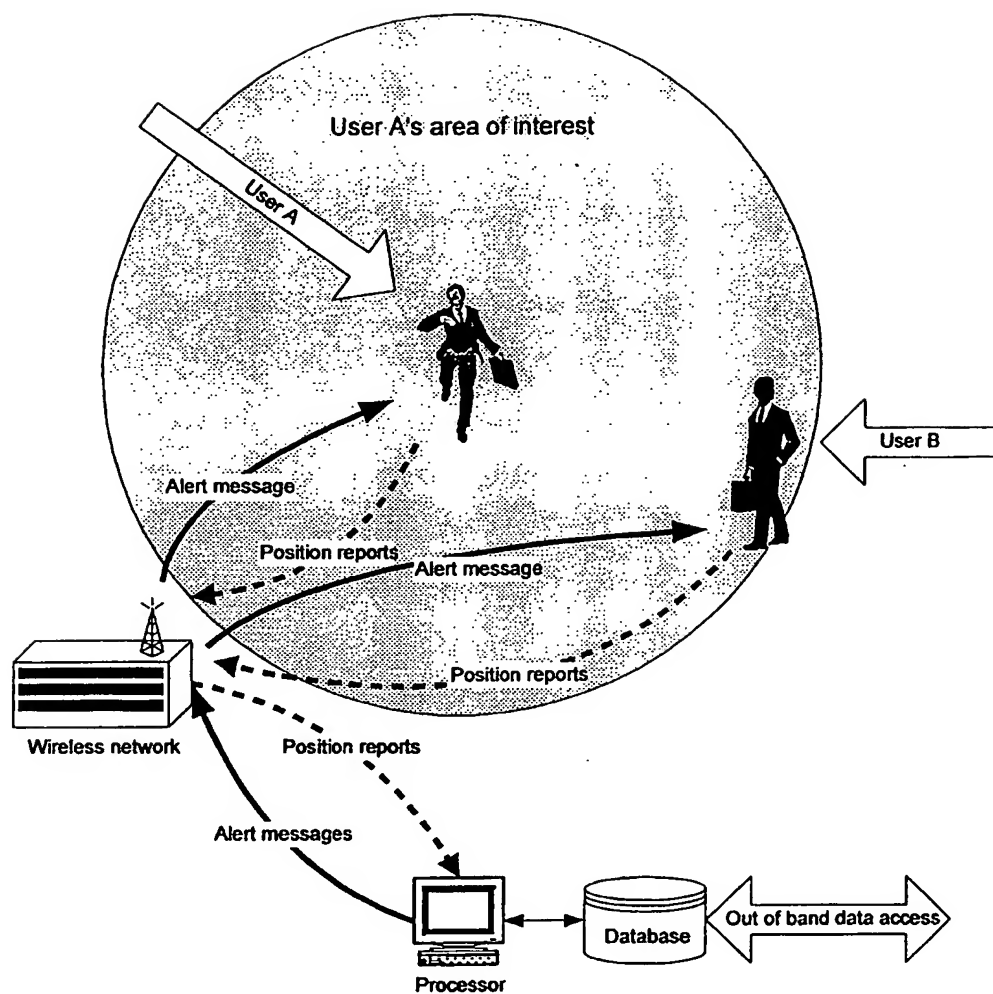 User A's area of interest
User A
User B
Alert message
Position reports
Alert message
Position reports
Wireless network
Position reports
Alert messages
Out of band data access
Database
Processor